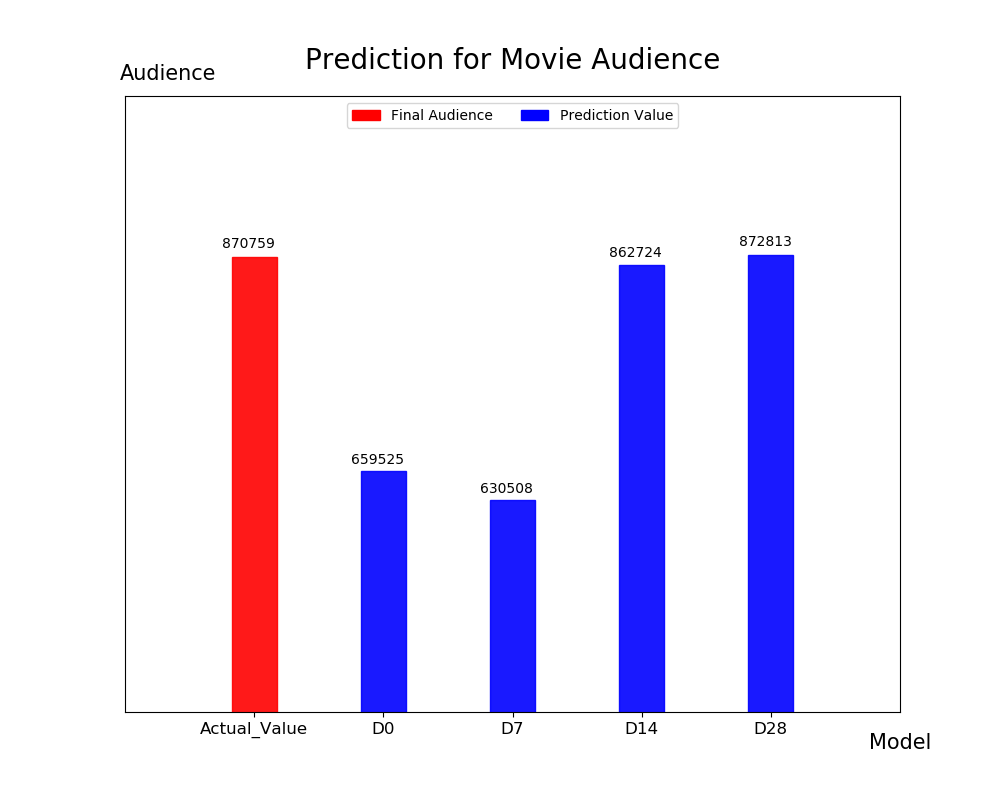 Prediction for Movie Audience
Audience
Final Audience Prediction Value
870759
659525
630508
862724
872813
Actual_Value D0 D7 D14 D28
Model